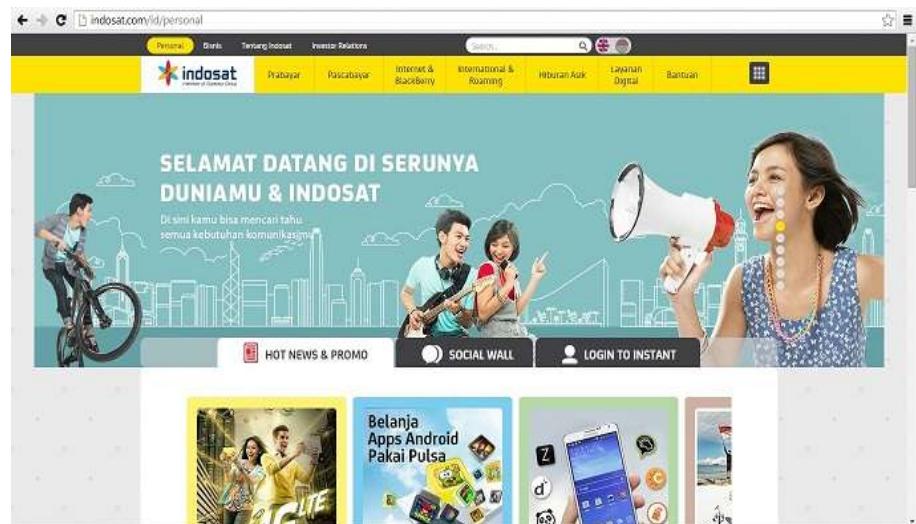 indosat.com/id/personal
Personal Bisnis Tentang Indosat Investor Relations Search...
indosat
Prabayar Pascabayar Internet & BlackBerry International & Roaming Hiburan Asik Layanan Digital Bantuan
SELAMAT DATANG DI SERUNYA
DUNIAMU & INDOSAT
Di sini kamu bisa mencari tahu
semua kebutuhan komunikasimu
HOT NEWS & PROMO SOCIAL WALL LOGIN TO INSTANT
Belanja
Apps Android
Pakai Pulsa
4G LTE